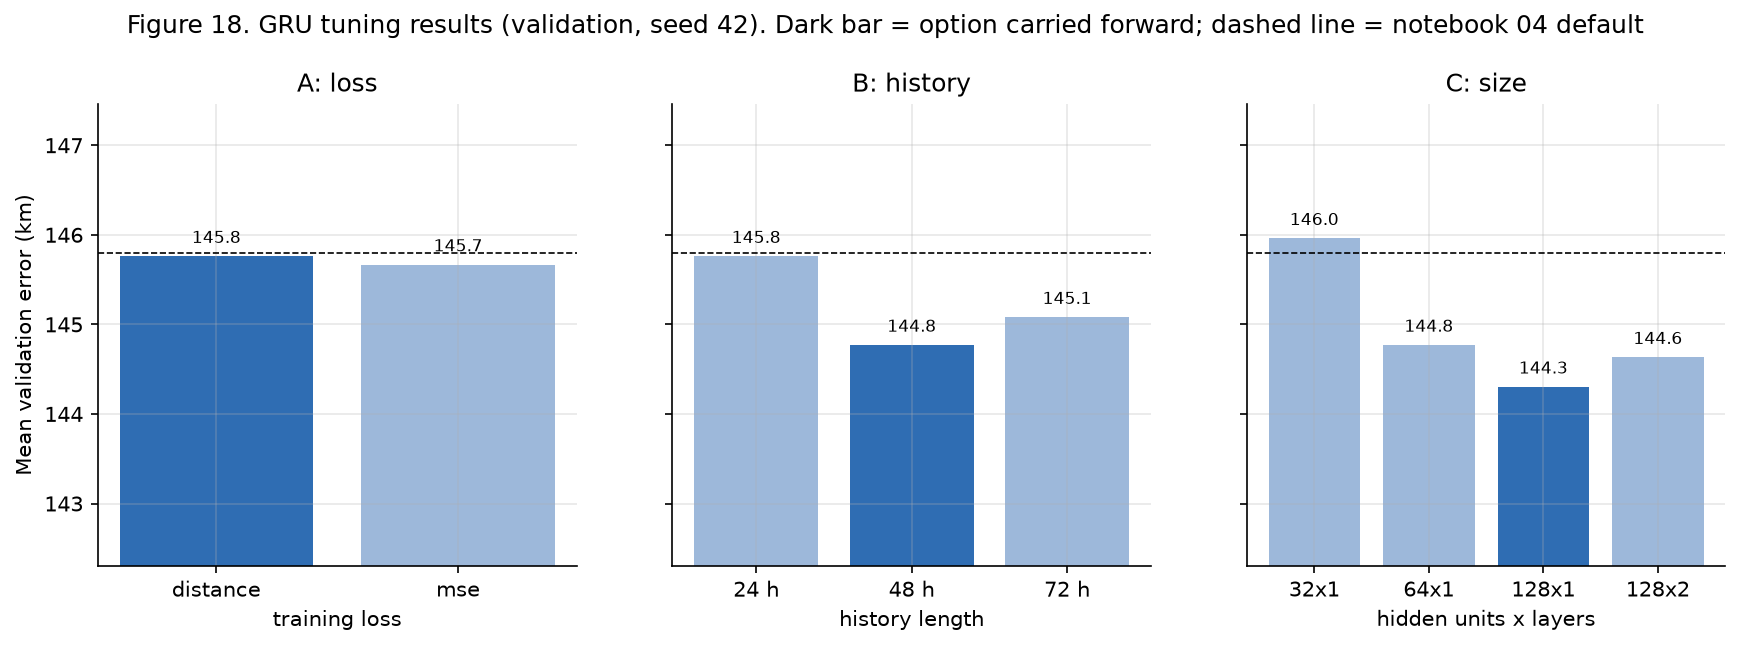 Figure 18. GRU tuning results (validation, seed 42). Dark bar = option carried forward; dashed line = notebook 04 default
A: loss
B: history
C: size
Mean validation error (km)
147
146
145
144
143
145.8
145.7
distance
mse
training loss
145.8
144.8
145.1
24 h
48 h
72 h
history length
146.0
144.8
144.3
144.6
32x1
64x1
128x1
128x2
hidden units x layers